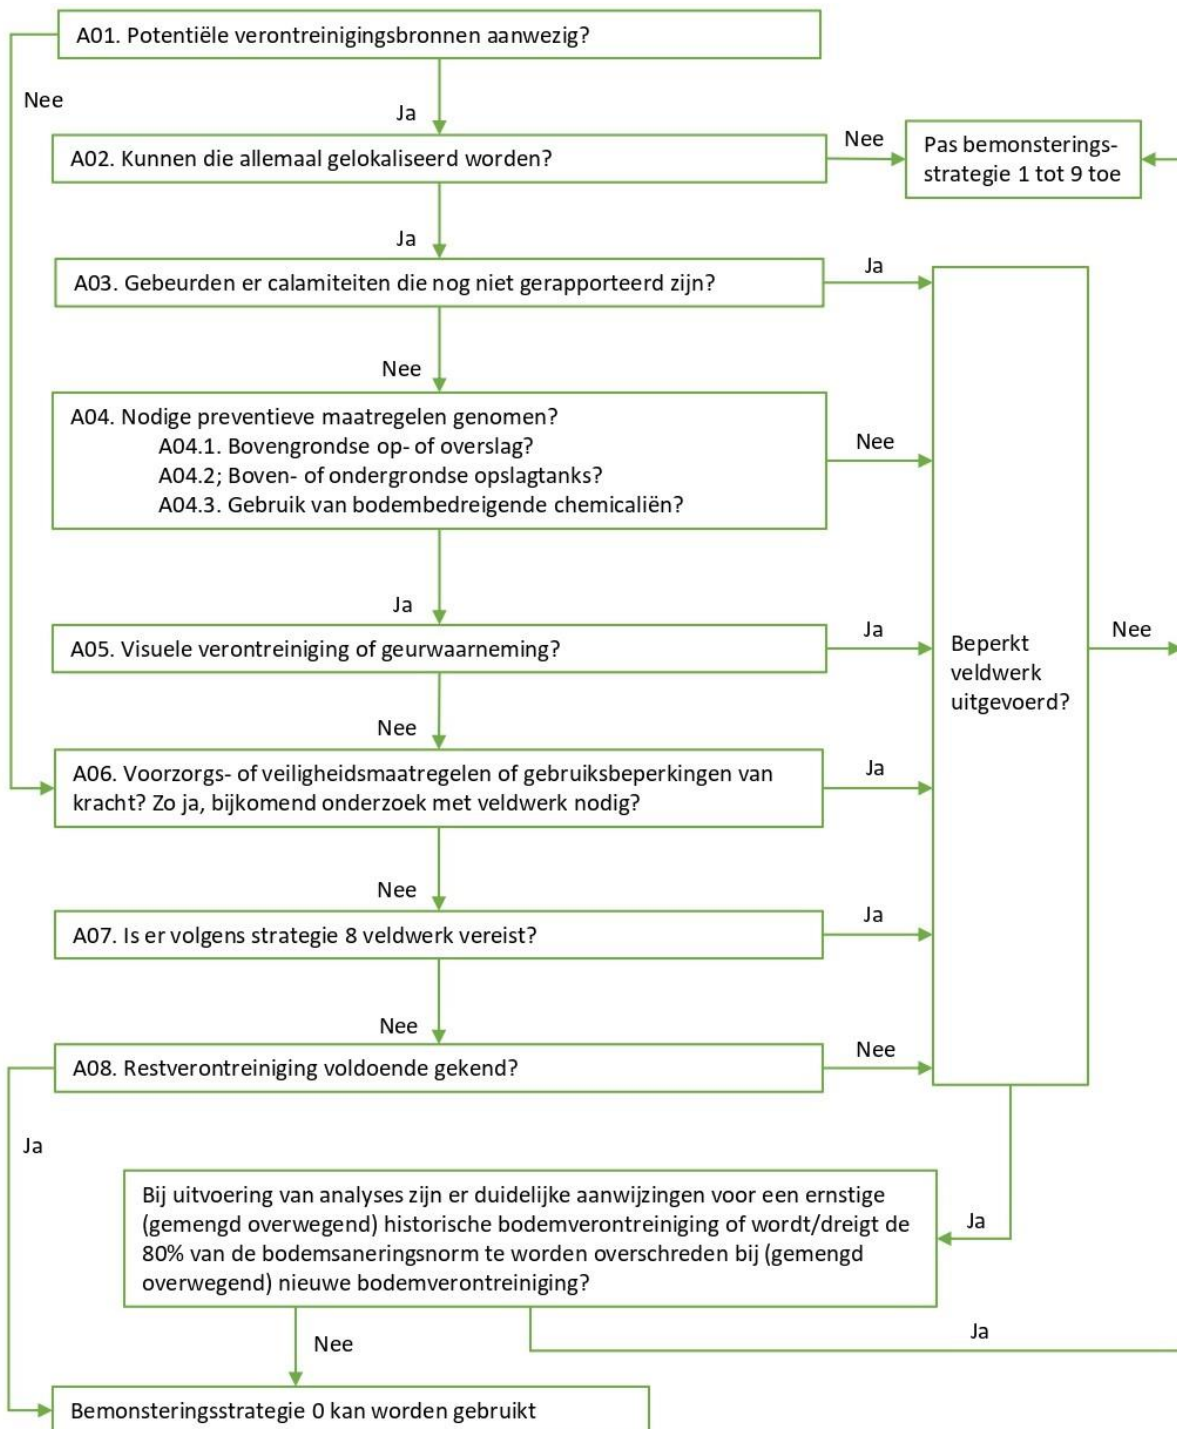 A01. Potentiële verontreinigingsbronnen aanwezig?
Nee
Ja
A02. Kunnen die allemaal gelokaliseerd worden?
Nee
Pas bemonsterings-
strategie 1 tot 9 toe
Ja
A03. Gebeurden er calamiteiten die nog niet gerapporteerd zijn?
Ja
Nee
A04. Nodige preventieve maatregelen genomen?
A04.1. Bovengrondse op- of overslag?
A04.2; Boven- of ondergrondse opslagtanks?
A04.3. Gebruik van bodembedreigende chemicaliën?
Nee
Ja
A05. Visuele verontreiniging of geurwaarneming?
Ja
Beperkt
veldwerk
uitgevoerd?
Nee
Nee
A06. Voorzorgs- of veiligheidsmaatregelen of gebruiksbeperkingen van
kracht? Zo ja, bijkomend onderzoek met veldwerk nodig?
Ja
Nee
A07. Is er volgens strategie 8 veldwerk vereist?
Ja
Nee
A08. Restverontreiniging voldoende gekend?
Nee
Ja
Bij uitvoering van analyses zijn er duidelijke aanwijzingen voor een ernstige
(gemengd overwegend) historische bodemverontreiniging of wordt/dreigt de
80% van de bodemsaneringsnorm te worden overschreden bij (gemengd
overwegend) nieuwe bodemverontreiniging?
Ja
Nee
Ja
Bemonsteringsstrategie 0 kan worden gebruikt